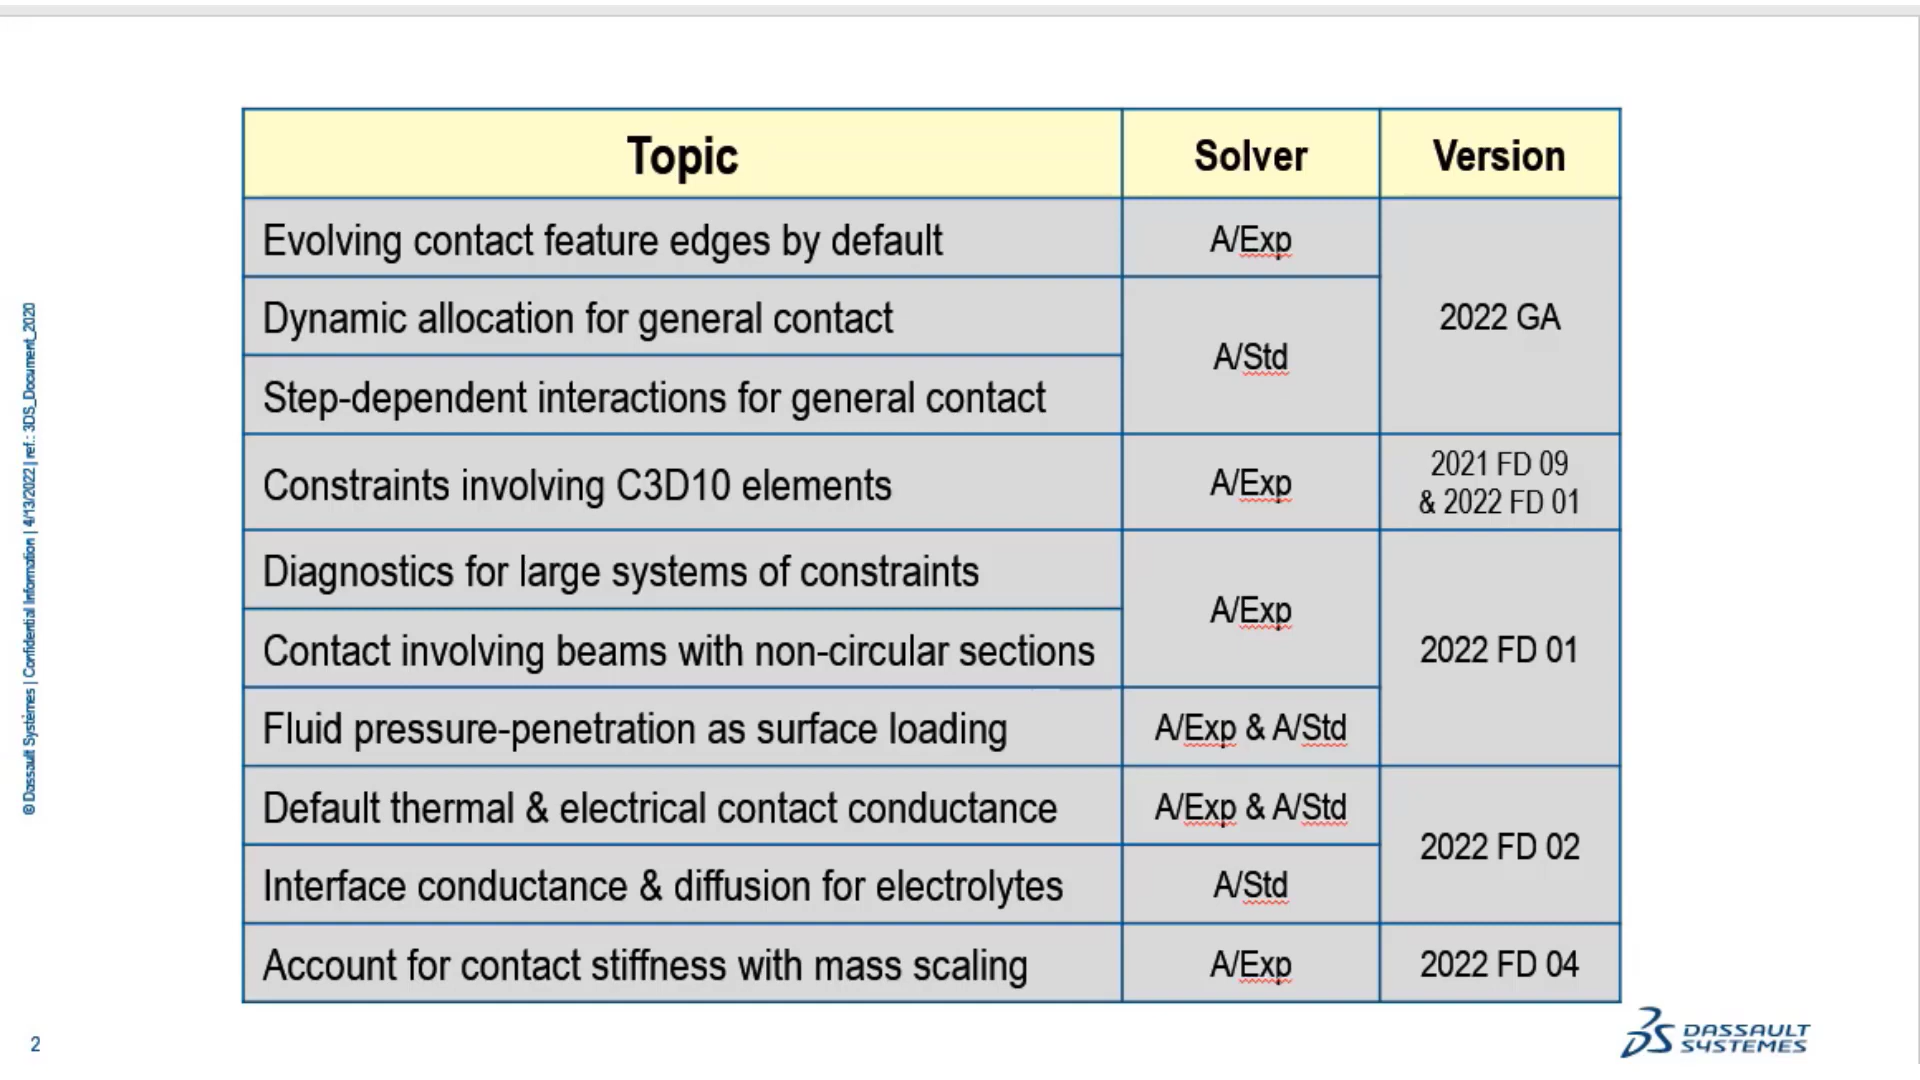 Topic Solver Version
Evolving contact feature edges by default A/Exp
2022 GA
Dynamic allocation for general contact
A/Std
Step-dependent interactions for general contact
Constraints involving C3D10 elements A/Exp
2021 FD 09
& 2022 FD 01
Diagnostics for large systems of constraints
A/Exp
Contact involving beams with non-circular sections
2022 FD 01
Fluid pressure-penetration as surface loading A/Exp & A/Std
Default thermal & electrical contact conductance A/Exp & A/Std
2022 FD 02
Interface conductance & diffusion for electrolytes A/Std
Account for contact stiffness with mass scaling A/Exp 2022 FD 04
© Dassault Systèmes | Confidential Information | 4/13/2022 | ref.: 3DS_Document_2020
2
3DS DASSAULT
SYSTEMES